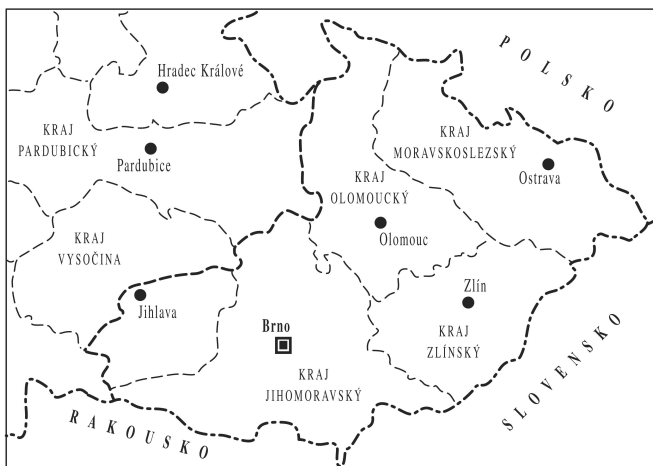 POLSKO
Hradec Králové
KRAJ
PARDUBICKÝ
Pardubice
KRAJ
MORAVSKOSLEZSKÝ
Ostrava
KRAJ
OLOMOUCKÝ
Olomouc
KRAJ
VYSOČINA
Jihlava
Zlín
KRAJ
ZLÍNSKÝ
Brno
KRAJ
JIHOMORAVSKÝ
SLOVENSKO
RAKOUSKO